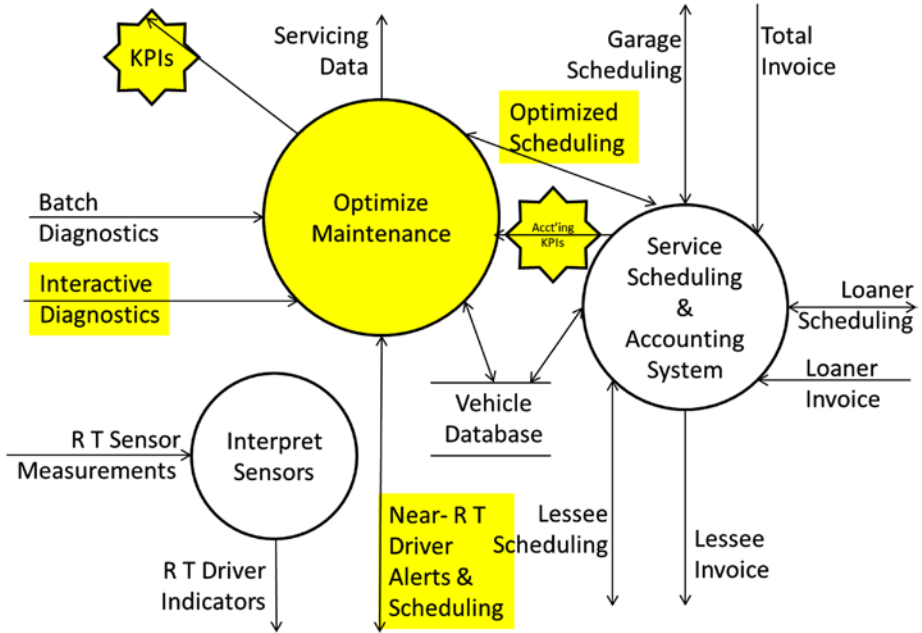 KPIs
Servicing
Data
Garage
Scheduling
Total
Invoice
Optimized
Scheduling
Batch
Diagnostics
Optimize
Maintenance
Acct'ing
KPIs
Service
Scheduling
&
Accounting
System
Interactive
Diagnostics
Loaner
Scheduling
Loaner
Invoice
Vehicle
Database
R T Sensor
Measurements
Interpret
Sensors
Near- R T
Driver
Alerts &
Scheduling
Lessee
Scheduling
Lessee
Invoice
R T Driver
Indicators